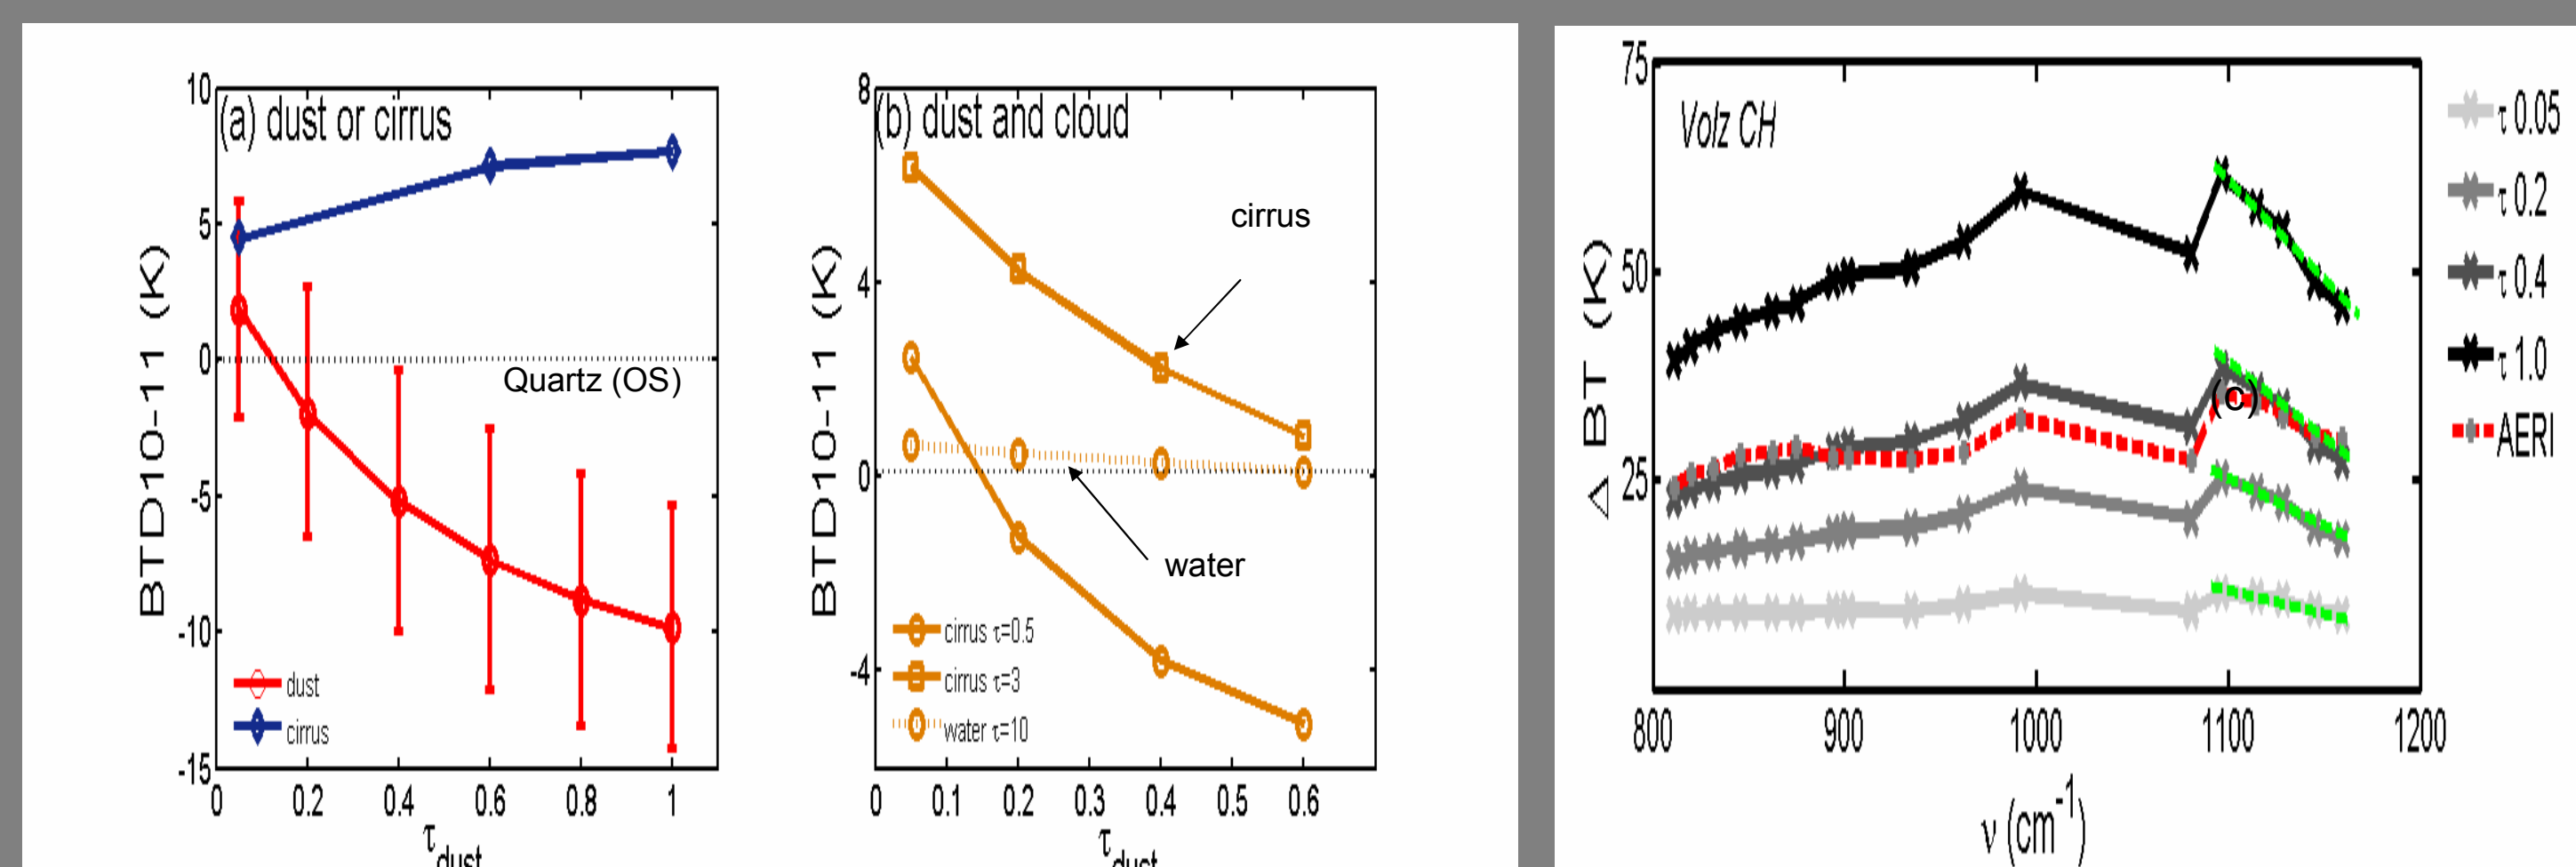 (a) dust or cirrus
BTD10-11 (K)
10
5
0
-5
-10
-15
Quartz (OS)
dust
cirrus
0 0.2 0.4 0.6 0.8 1
τ dust
(b) dust and cloud
BTD10-11 (K)
8
4
0
-4
cirrus
water
cirrus τ=0.5
cirrus τ=3
water τ=10
0 0.1 0.2 0.3 0.4 0.5 0.6
τ dust
Volz CH
Δ BT (K)
75
50
25
(c)
800 900 1000 1100 1200
ν (cm-1)
τ 0.05
τ 0.2
τ 0.4
τ 1.0
AERI